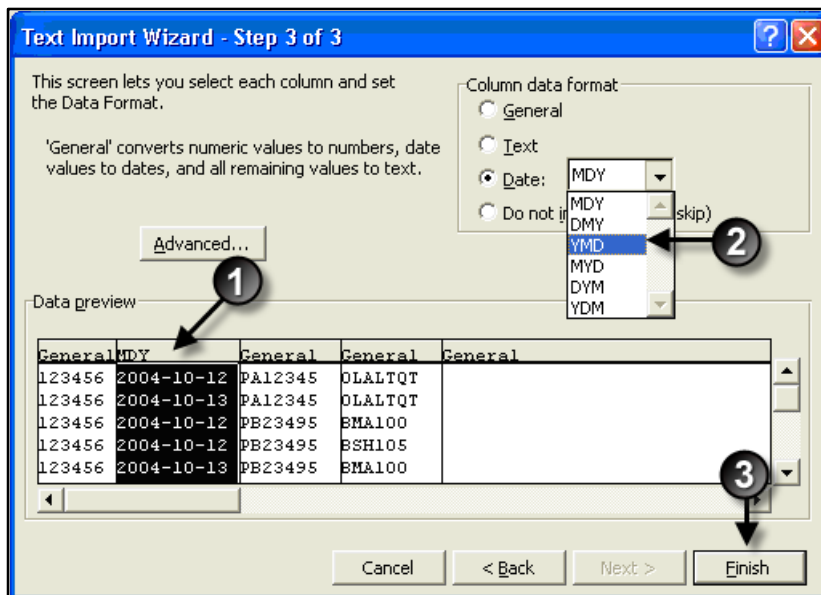 Text Import Wizard - Step 3 of 3
This screen lets you select each column and set
the Data Format.
'General' converts numeric values to numbers, date
values to dates, and all remaining values to text.
Advanced...
Column data format
General
Text
Date: MDY
Do not i skip)
MDY
DMY
YMD
MYD
DYM
YDM
2
1
Data preview
General MDY General General General
123456 2004-10-12 PA12345 OLALTQT
123456 2004-10-13 PA12345 OLALTQT
123456 2004-10-12 PB23495 BMA100
123456 2004-10-12 PB23495 BSH105
123456 2004-10-13 PB23495 BMA100
3
Cancel < Back Next > Finish